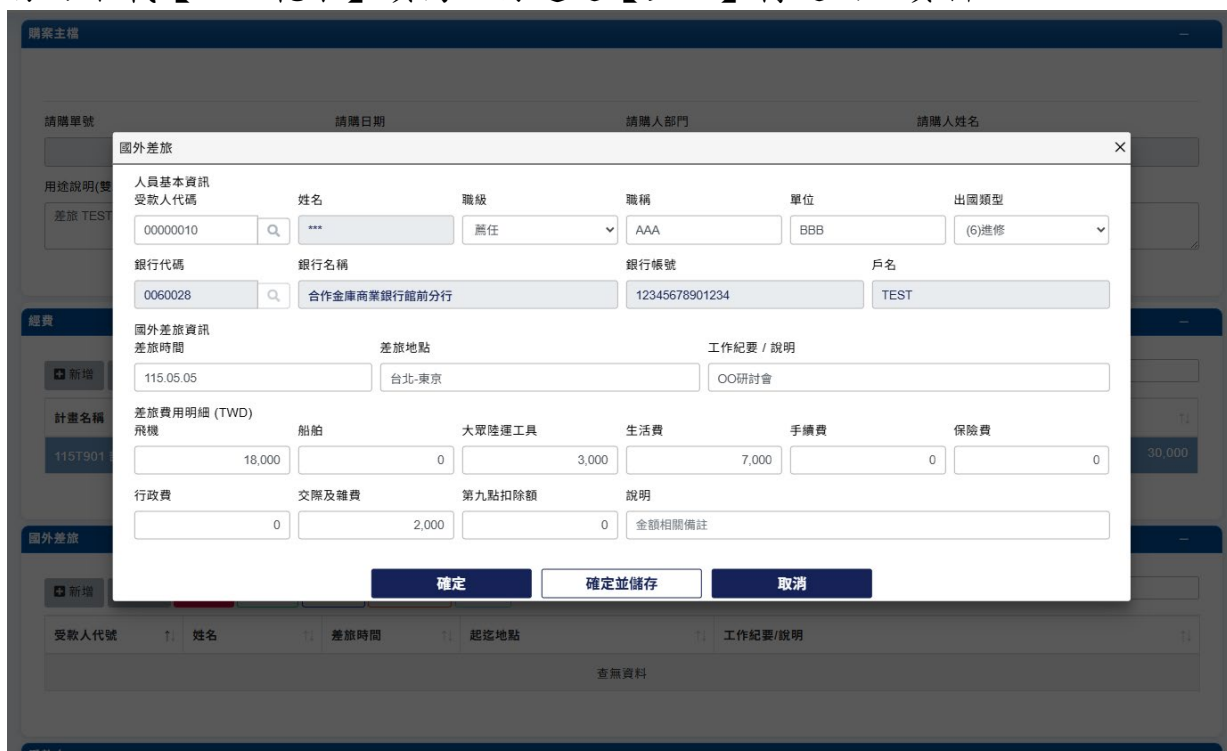 購案主檔
請購單號 請購日期 請購人部門 請購人姓名
國外差旅
用途說明(雙
差旅 TEST
人員基本資訊
受款人代碼 姓名 職級 職稱 單位 出國類型
00000010 *** 薦任 AAA BBB (6)進修
銀行代碼 銀行名稱 銀行帳號 戶名
0060028 合作金庫商業銀行館前分行 12345678901234 TEST
經費
國外差旅資訊
差旅時間 差旅地點 工作紀要 / 說明
新增
115.05.05 台北-東京 OO研討會
計畫名稱
差旅費用明細 (TWD)
飛機 船舶 大眾陸運工具 生活費 手續費 保險費
115T901
18,000 0 3,000 7,000 0 0
30,000
行政費 交際及雜費 第九點扣除額 說明
0 2,000 0 金額相關備註
國外差旅
確定 確定並儲存 取消
新增
受款人代號 姓名 差旅時間 起迄地點 工作紀要/說明
查無資料